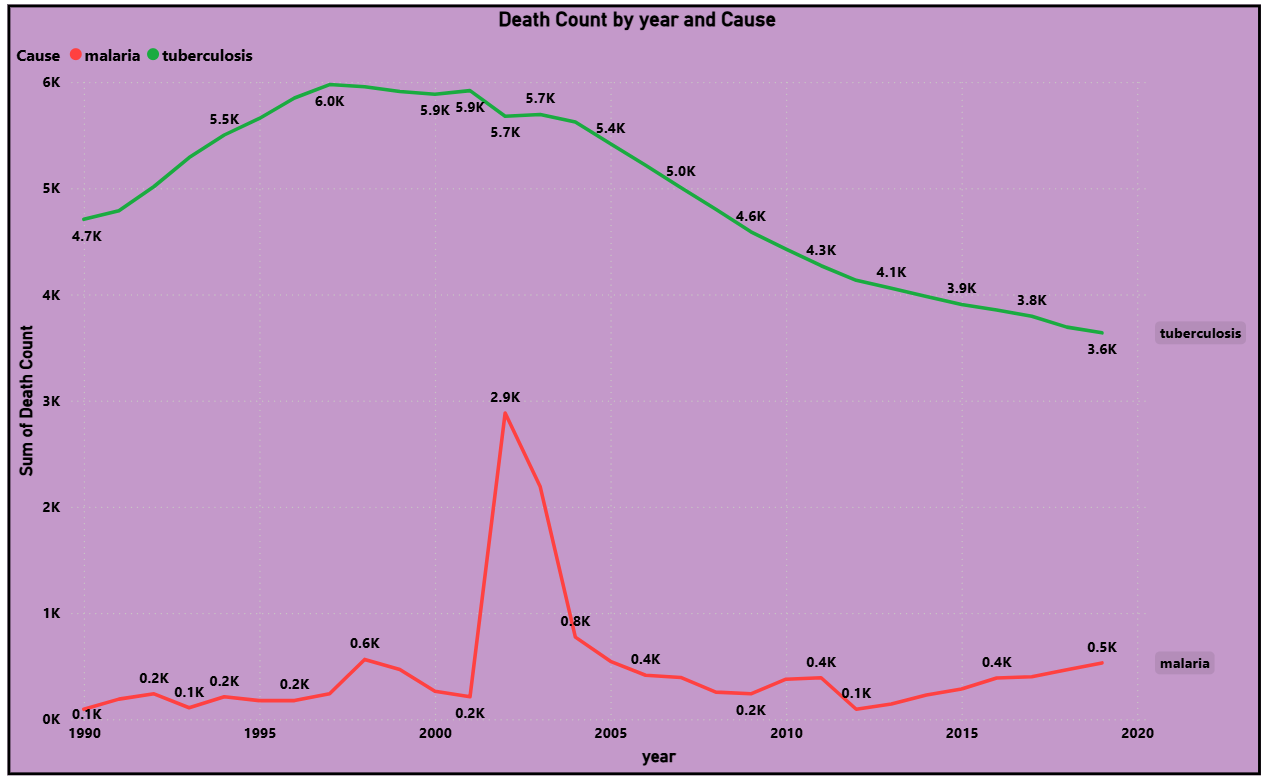 Death Count by year and Cause
Cause malaria tuberculosis
6K
5K
4K
3K
2K
1K
0K
Sum of Death Count
4.7K
5.5K
6.0K
5.9K
5.9K
5.7K
5.7K
5.4K
5.0K
4.6K
4.3K
4.1K
3.9K
3.8K
3.6K
tuberculosis
0.1K
0.2K
0.1K
0.2K
0.2K
0.6K
0.2K
2.9K
0.8K
0.4K
0.2K
0.4K
0.1K
0.4K
0.5K
malaria
1990 1995 2000 2005 2010 2015 2020
year